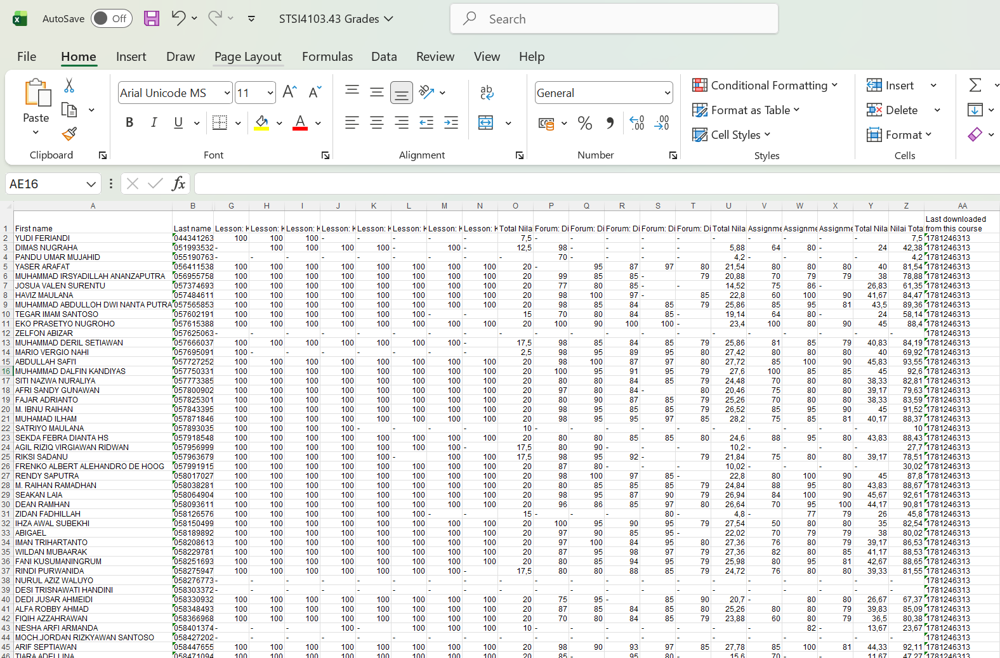 AutoSave Off STSI4103.43 Grades Search
File Home Insert Draw Page Layout Formulas Data Review View Help
Paste Arial Unicode MS 11 General Conditional Formatting Insert
B I U Format as Table Delete
Cell Styles Format
Clipboard Font Alignment Number Styles Cells
AE16 fx
A B G H I J K L M N O P Q R S T U V W X Y Z AA
1 First name Last name Lesson: K Lesson: K Lesson: K Lesson: K Lesson: K Lesson: K Lesson: K Lesson: K Total Nila Forum: Di Forum: Di Forum: Di Forum: Di Forum: Di Total Nila Assignme Assignme Assignme Total Nilai Nilai Tota Last downloaded from this course
2 YUDI FERIANDI 044341263 100 100 100 - - - - - 7,5 - - - - - - - - - - 7,5 1781246313
3 DIMAS NUGRAHA 051993532 - 100 100 100 100 - 100 - 12,5 98 - - - - 5,88 64 80 - 24 42,38 1781246313
4 PANDU UMAR MUJAHID 055190763 - - - - - - - - - 70 - - - - 4,2 - - - - 4,2 1781246313
5 YASER ARAFAT 056411538 100 100 100 100 100 100 100 100 20 - 95 87 97 80 21,54 80 80 80 40 81,54 1781246313
6 MUHAMMAD IRSYADILLAH ANANZAPUTRA 056955758 100 100 100 100 100 100 100 100 20 99 85 85 - 79 20,88 70 79 79 38 78,88 1781246313
7 JOSUA VALEN SURENTU 057374693 100 100 100 100 100 100 100 100 20 77 80 85 - - 14,52 75 86 - 26,83 61,35 1781246313
8 HAVIZ MAULANA 057484611 100 100 100 100 100 100 100 100 20 98 100 97 - 85 22,8 60 100 90 41,67 84,47 1781246313
9 MUHAMMAD ABDULLOH DWI NANTA PUTRA 057565853 100 100 100 100 100 100 100 100 20 98 85 84 85 79 25,86 85 95 81 43,5 89,36 1781246313
10 TEGAR IMAM SANTOSO 057602191 100 100 100 100 100 100 - - 15 70 80 84 85 - 19,14 64 80 - 24 58,14 1781246313
11 EKO PRASETYO NUGROHO 057615388 100 100 100 100 100 100 100 100 20 100 90 100 100 - 23,4 100 80 90 45 88,4 1781246313
12 ZELFON ABIZAR 057625063 - - - - - - - - - - - - - - - - - - - - 1781246313
13 MUHAMMAD DERIL SETIAWAN 057666037 100 100 100 100 100 100 100 - 17,5 98 85 84 85 79 25,86 81 85 79 40,83 84,19 1781246313
14 MARIO VERGIO NAHI 057695091 100 - - - - - - - 2,5 98 95 89 95 80 27,42 80 80 80 40 69,92 1781246313
15 ABDULLAH SAFI'I 057727252 100 100 100 100 100 100 100 100 20 98 100 87 97 80 27,72 85 100 90 45,83 93,55 1781246313
16 MUHAMMAD DALFIN KANDIYAS 057750331 100 100 100 100 100 100 100 100 20 100 95 91 95 79 27,6 100 85 85 45 92,6 1781246313
17 SITI NAZWA NURALIYA 057773385 100 100 100 100 100 100 100 100 20 80 80 84 85 79 24,48 70 80 80 38,33 82,81 1781246313
18 AFRI SANDY GUNAWAN 057800902 100 100 100 100 100 100 100 100 20 97 80 84 - 80 20,46 75 80 80 39,17 79,63 1781246313
19 FAJAR ADRIANTO 057825301 100 100 100 100 100 100 100 100 20 80 90 87 85 79 25,26 70 80 80 38,33 83,59 1781246313
20 M. IBNU RAIHAN 057843395 100 100 100 100 100 100 100 100 20 98 95 85 85 79 26,52 85 95 90 45 91,52 1781246313
21 MUHAMAD ILHAM 057871846 100 100 100 100 100 100 100 100 20 98 95 95 97 85 28,2 75 85 81 40,17 88,37 1781246313
22 SATRIYO MAULANA 057893035 100 100 100 100 - - - - 10 - - - - - - - - - - 10 1781246313
23 SEKDA FEBRA DIANTA HS 057918548 100 100 100 100 100 100 100 100 20 80 80 85 85 80 24,6 88 95 80 43,83 88,43 1781246313
24 AGIL RIZIQ VIRGIAWAN RIDWAN 057956999 100 100 100 100 100 100 100 - 17,5 80 90 - - - 10,2 - - - - 27,7 1781246313
25 RIKSI SADANU 057963679 100 100 100 100 100 - 100 100 17,5 98 95 92 - 79 21,84 75 80 80 39,17 78,51 1781246313
26 FRENKO ALBERT ALEHANDRO DE HOOG 057991915 100 100 100 100 100 100 100 100 20 87 80 - - - 10,02 - - - - 30,02 1781246313
27 RENDY SAPUTRA 058017027 100 100 100 100 100 100 100 100 20 98 100 97 85 - 22,8 80 100 90 45 87,8 1781246313
28 M. RAIHAN RAMADHAN 058038281 100 100 100 100 100 100 100 100 20 80 85 85 85 79 24,84 88 95 80 43,83 88,67 1781246313
29 SEAKAN LAIA 058064904 100 100 100 100 100 100 100 100 20 98 95 87 90 79 26,94 84 100 90 45,67 92,61 1781246313
30 DEAN RAMHAN 058093611 100 100 100 100 100 100 100 100 20 96 86 85 97 80 26,64 70 95 100 44,17 90,81 1781246313
31 ZIDAN FADHILLAH 058126576 100 100 100 100 100 100 - - 15 - - - 80 - 4,8 - 77 79 26 45,8 1781246313
32 IHZA AWAL SUBEKHI 058150499 100 100 100 100 100 100 100 100 20 100 95 90 95 79 27,54 50 80 80 35 82,54 1781246313
33 ABIGAEL 058189892 100 100 100 100 100 100 100 100 20 97 90 85 95 - 22,02 70 79 79 38 80,02 1781246313
34 IMAN TRIHARTANTO 058208613 100 100 100 100 100 100 100 100 20 97 100 84 95 80 27,36 76 80 79 39,17 86,53 1781246313
35 WILDAN MUBAARAK 058229781 100 100 100 100 100 100 100 100 20 87 95 98 97 79 27,36 82 80 85 41,17 88,53 1781246313
36 FANI KUSUMANINGRUM 058251693 100 100 100 100 100 100 100 100 20 80 85 94 95 79 25,98 80 95 81 42,67 88,65 1781246313
37 RINDI PURWANIDA 058275947 100 100 100 100 100 100 100 - 17,5 80 80 88 85 79 24,72 76 80 80 39,33 81,55 1781246313
38 NURUL AZIZ WALUYO 058276773 - - - - - - - - - - - - - - - - - - - - 1781246313
39 DESI TRISNAWATI HANDINI 058303372 - - - - - - - - - - - - - - - - - - - - 1781246313
40 DEDI JUSAR AHMEIDI 058330932 100 100 100 100 100 100 100 100 20 75 95 - 85 90 20,7 - 80 80 26,67 67,37 1781246313
41 ALFA ROBBY AHMAD 058348493 100 100 100 100 100 100 100 100 20 87 85 84 85 80 25,26 80 80 79 39,83 85,09 1781246313
42 FIQIH AZZAHRAWAN 058366968 100 100 100 100 100 100 100 100 20 70 80 84 85 79 23,88 60 80 79 36,5 80,38 1781246313
43 NESHA ARFI ARMANDA 058401374 - - - 100 - 100 100 100 10 - - - - - - - 82 - 13,67 23,67 1781246313
44 MOCH.JORDAN RIZKYAWAN SANTOSO 058427202 - - - - - - - - - - - - - - - - - - - - 1781246313
45 ARIF SEPTIAWAN 058447655 100 100 100 100 100 100 100 100 20 98 90 93 97 85 27,78 85 100 81 44,33 92,11 1781246313
46 TIARA ADELLINA 058471094 100 100 100 100 100 100 100 100 20 85 - 95 80 - 15,6 70 - - 11,67 47,27 1781246313